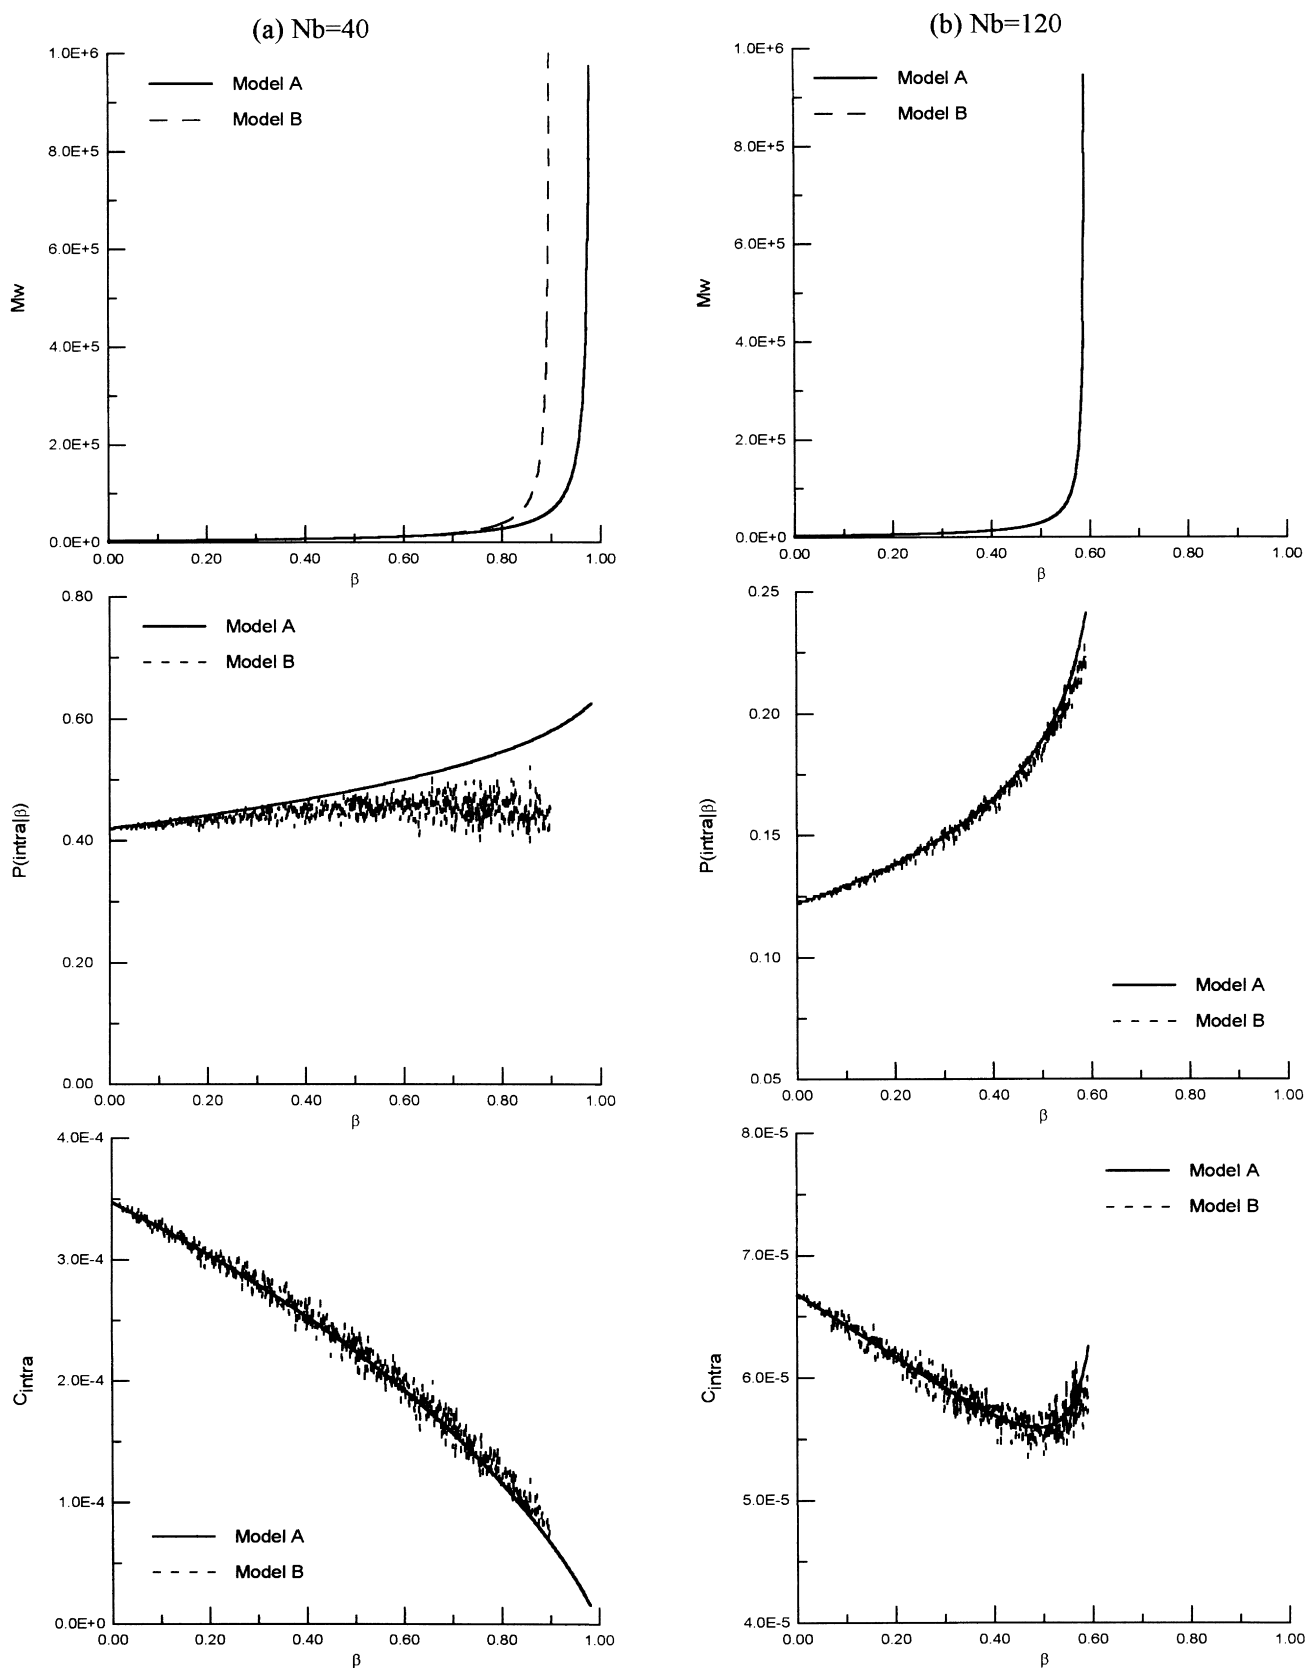 (a) Nb=40
1.0E+6
Model A
Model B
8.0E+5
6.0E+5
Mw
4.0E+5
2.0E+5
0.0E+0
0.00 0.20 0.40 0.60 0.80 1.00
β
(b) Nb=120
1.0E+6
Model A
Model B
8.0E+5
6.0E+5
Mw
4.0E+5
2.0E+5
0.0E+0
0.00 0.20 0.40 0.60 0.80 1.00
β
0.80
Model A
Model B
0.60
P(intra|β)
0.40
0.20
0.00
0.00 0.20 0.40 0.60 0.80 1.00
β
0.25
0.20
P(intra|β)
0.15
0.10
Model A
Model B
0.05
0.00 0.20 0.40 0.60 0.80 1.00
β
4.0E-4
3.0E-4
Cintra
2.0E-4
1.0E-4
Model A
Model B
0.0E+0
0.00 0.20 0.40 0.60 0.80 1.00
β
8.0E-5
Model A
Model B
7.0E-5
Cintra
6.0E-5
5.0E-5
4.0E-5
0.00 0.20 0.40 0.60 0.80 1.00
β